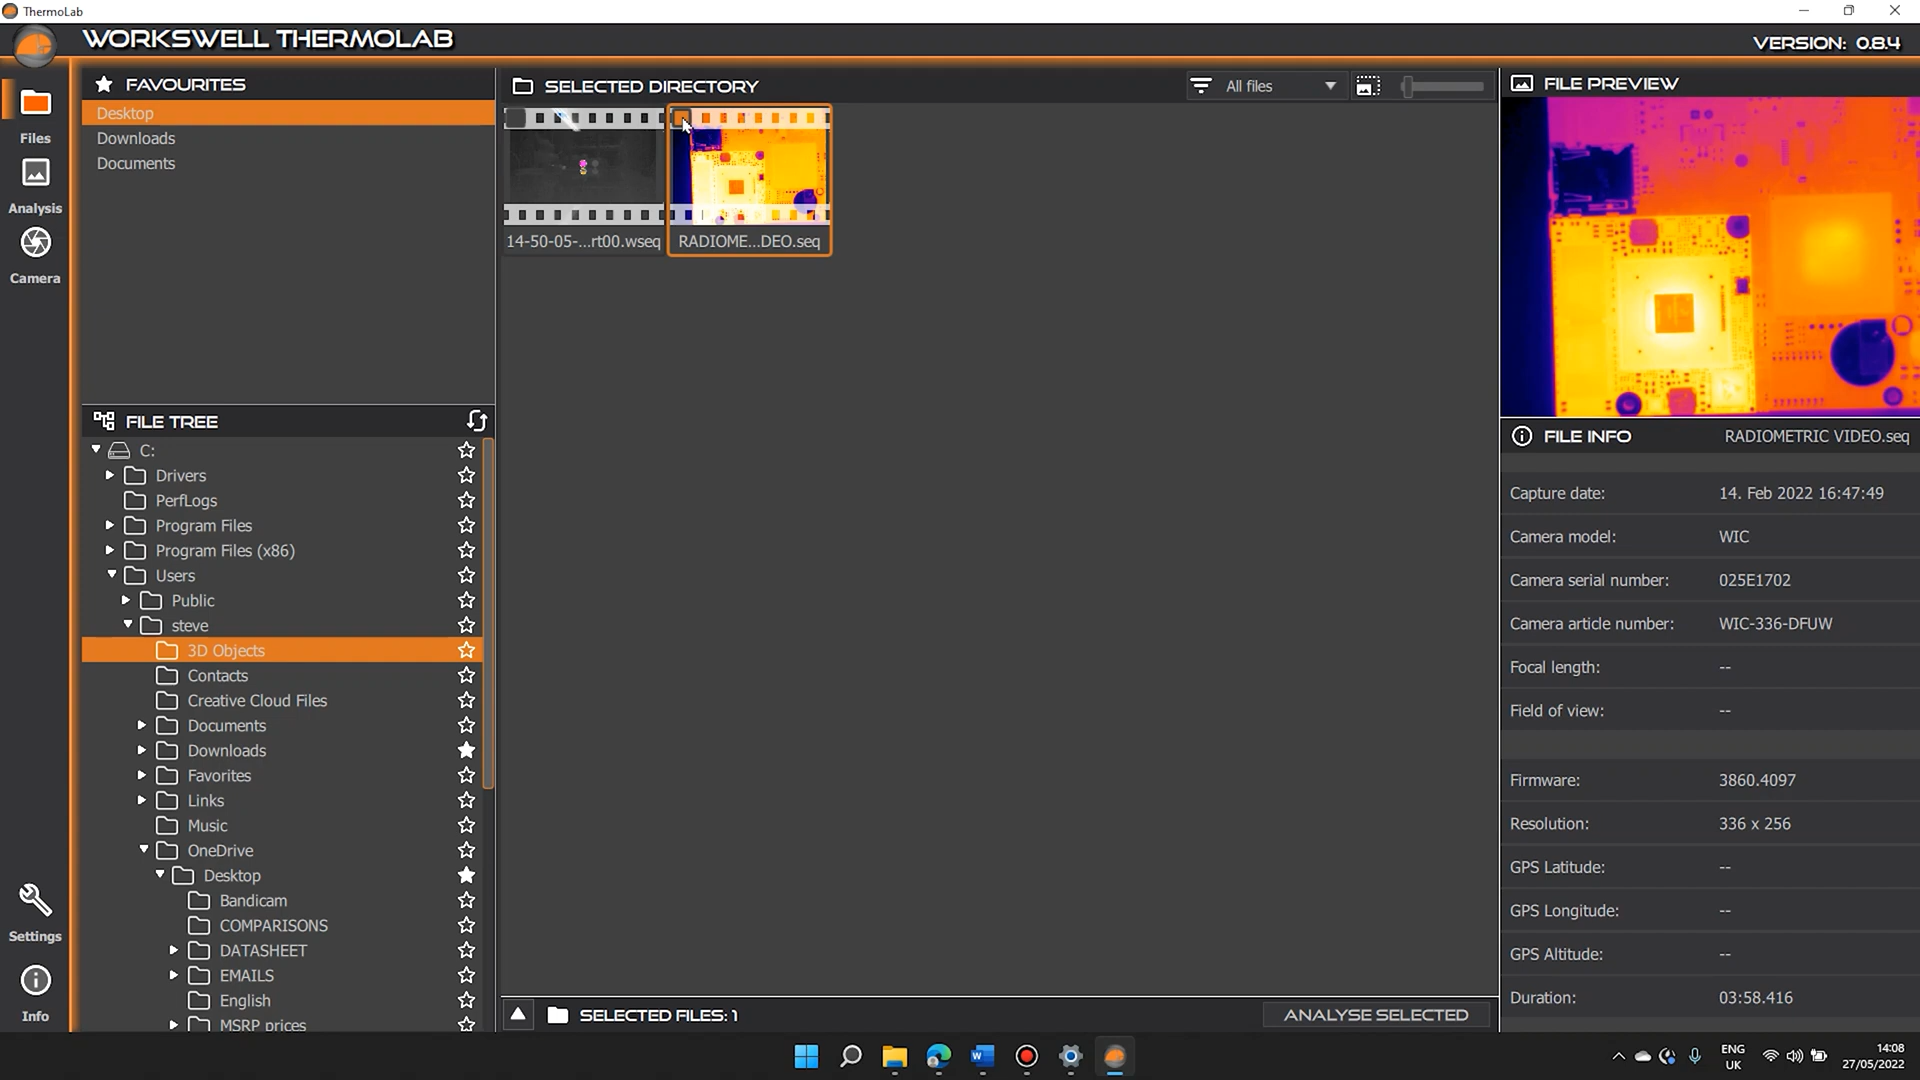 ThermoLab
WORKSWELL THERMOLAB
VERSION: 0.8.4
Files
Analysis
Camera
Settings
Info
FAVOURITES
Desktop
Downloads
Documents
FILE TREE
C:
Drivers
PerfLogs
Program Files
Program Files (x86)
Users
Public
steve
3D Objects
Contacts
Creative Cloud Files
Documents
Downloads
Favorites
Links
Music
OneDrive
Desktop
Bandicam
COMPARISONS
DATASHEET
EMAILS
English
MSRP prices
SELECTED DIRECTORY
All files
14-50-05-...rt00.wseq
RADIOME...DEO.seq
SELECTED FILES: 1
ANALYSE SELECTED
FILE PREVIEW
FILE INFO RADIOMETRIC VIDEO.seq
Capture date: 14. Feb 2022 16:47:49
Camera model: WIC
Camera serial number: 025E1702
Camera article number: WIC-336-DFUW
Focal length: --
Field of view: --
Firmware: 3860.4097
Resolution: 336 x 256
GPS Latitude: --
GPS Longitude: --
GPS Altitude: --
Duration: 03:58.416
ENG
UK
14:08
27/05/2022